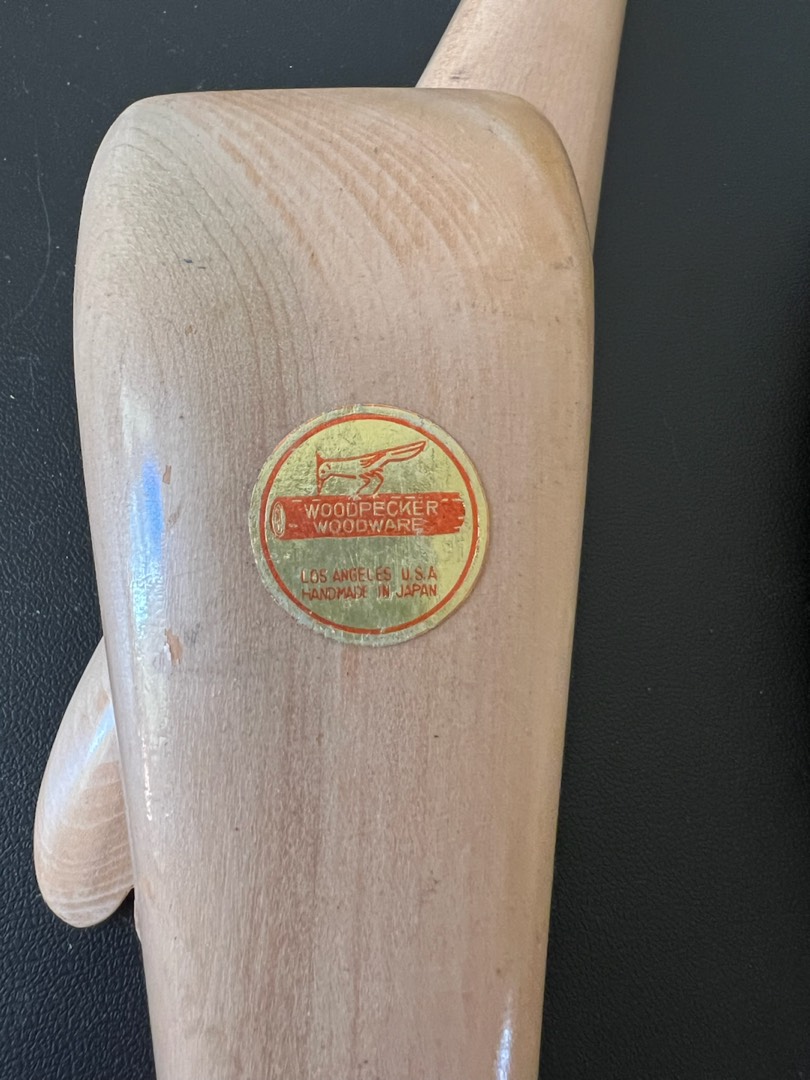 WOODPECKER
WOODWARE
LOS ANGELES U.S.A
HANDMADE IN JAPAN